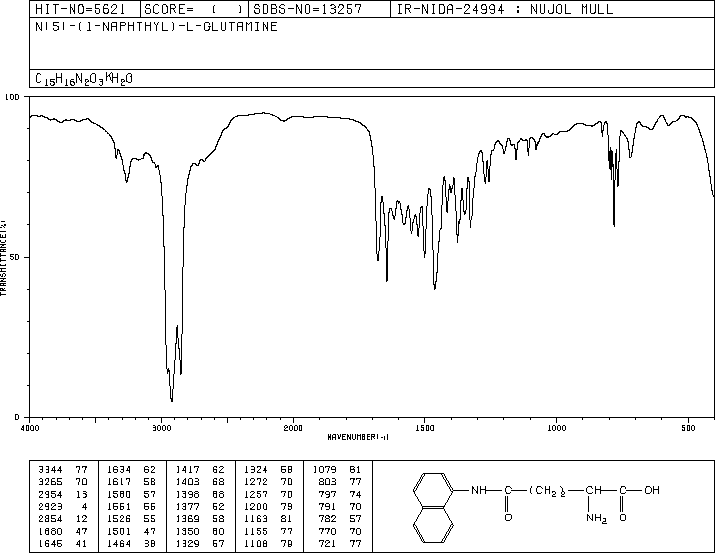 HIT-NO=5621 SCORE= ( ) SDBS-NO=13257 IR-NIDA-24994 : NUJOL MULL
N(5)-(1-NAPHTHYL)-L-GLUTAMINE
C15H16N2O3XH2O
100
50
0
TRANSMITTANCE(%)
4000 3000 2000 1500 1000 500
WAVENUMBER(-1)
3344 77 1634 62 1417 62 1324 68 1079 81
3265 70 1617 58 1403 68 1272 70 803 77
2954 13 1580 57 1398 68 1257 70 797 74
2923 4 1551 55 1377 52 1200 79 791 70
2854 12 1526 55 1369 58 1163 81 782 57
1680 47 1501 47 1350 60 1155 77 770 70
1645 41 1464 38 1329 57 1108 79 721 77
NH C (CH2)2 CH C OH
O NH2 O